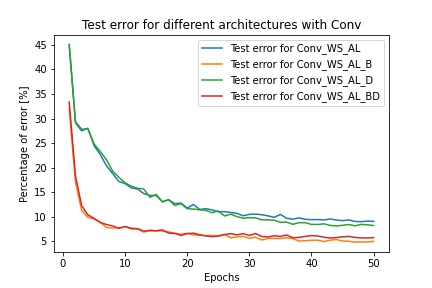 Test error for different architectures with Conv
Test error for Conv_WS_AL
Test error for Conv_WS_AL_B
Test error for Conv_WS_AL_D
Test error for Conv_WS_AL_BD
Percentage of error [%]
45
40
35
30
25
20
15
10
5
0 10 20 30 40 50
Epochs